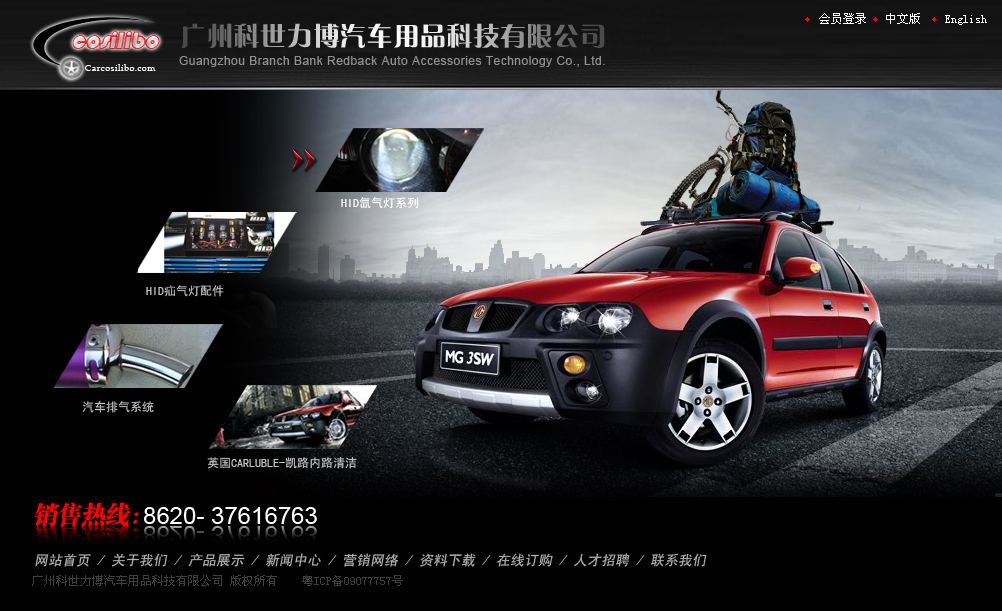 会员登录 中文版 English
cosilibo
Carcosilibo.com
广州科世力博汽车用品科技有限公司
Guangzhou Branch Bank Redback Auto Accessories Technology Co., Ltd.
HID氙气灯系列
HID
HID
HID疝气灯配件
MG 3SW
汽车排气系统
英国CARLUBLE-凯路内路清洁
销售热线: 8620- 37616763
网站首页 / 关于我们 / 产品展示 / 新闻中心 / 营销网络 / 资料下载 / 在线订购 / 人才招聘 / 联系我们
广州科世力博汽车用品科技有限公司 版权所有 粤ICP备09077757号